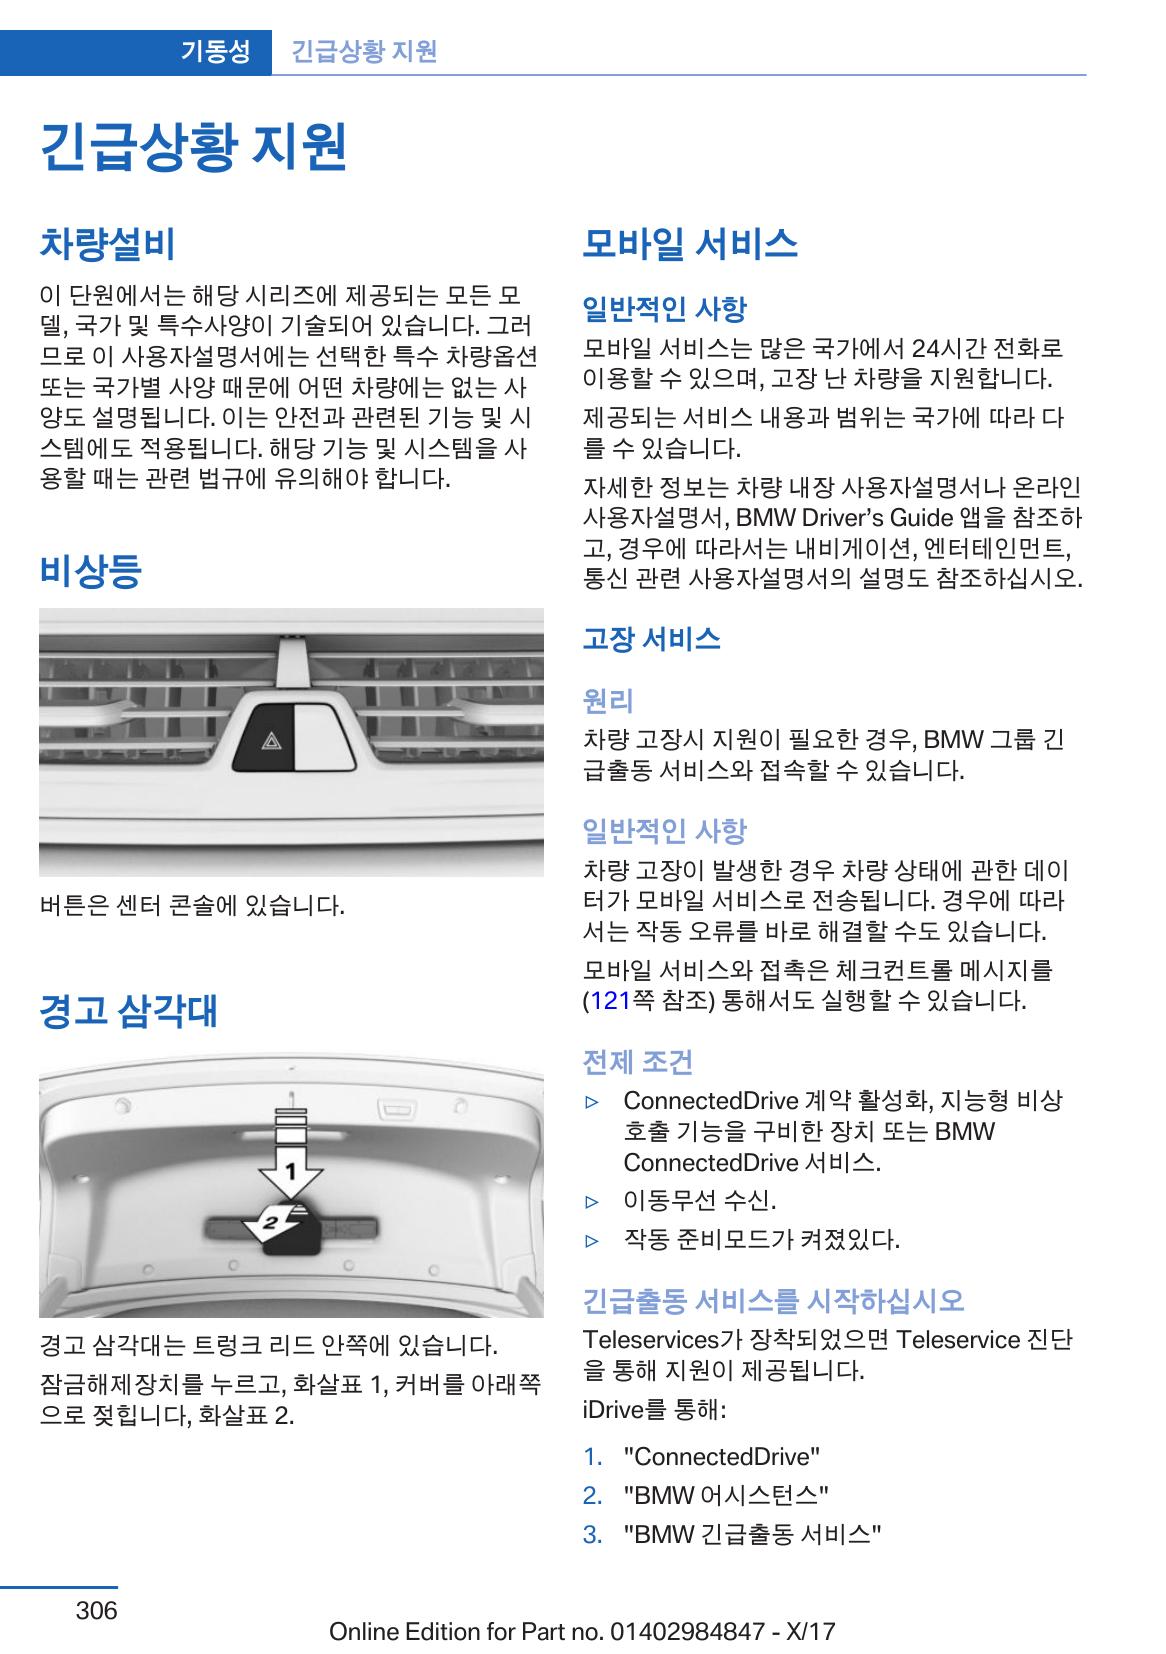 기동성 긴급상황 지원
긴급상황 지원
차량설비
이 단원에서는 해당 시리즈에 제공되는 모든 모
델, 국가 및 특수사양이 기술되어 있습니다. 그러
므로 이 사용자설명서에는 선택한 특수 차량옵션
또는 국가별 사양 때문에 어떤 차량에는 없는 사
양도 설명됩니다. 이는 안전과 관련된 기능 및 시
스템에도 적용됩니다. 해당 기능 및 시스템을 사
용할 때는 관련 법규에 유의해야 합니다.
비상등
버튼은 센터 콘솔에 있습니다.
경고 삼각대
1
2
경고 삼각대는 트렁크 리드 안쪽에 있습니다.
잠금해제장치를 누르고, 화살표 1, 커버를 아래쪽
으로 젖힙니다, 화살표 2.
모바일 서비스
일반적인 사항
모바일 서비스는 많은 국가에서 24시간 전화로
이용할 수 있으며, 고장 난 차량을 지원합니다.
제공되는 서비스 내용과 범위는 국가에 따라 다
를 수 있습니다.
자세한 정보는 차량 내장 사용자설명서나 온라인
사용자설명서, BMW Driver’s Guide 앱을 참조하
고, 경우에 따라서는 내비게이션, 엔터테인먼트,
통신 관련 사용자설명서의 설명도 참조하십시오.
고장 서비스
원리
차량 고장시 지원이 필요한 경우, BMW 그룹 긴
급출동 서비스와 접속할 수 있습니다.
일반적인 사항
차량 고장이 발생한 경우 차량 상태에 관한 데이
터가 모바일 서비스로 전송됩니다. 경우에 따라
서는 작동 오류를 바로 해결할 수도 있습니다.
모바일 서비스와 접촉은 체크컨트롤 메시지를
(121쪽 참조) 통해서도 실행할 수 있습니다.
전제 조건
▷ ConnectedDrive 계약 활성화, 지능형 비상
호출 기능을 구비한 장치 또는 BMW
ConnectedDrive 서비스.
▷ 이동무선 수신.
▷ 작동 준비모드가 켜졌있다.
긴급출동 서비스를 시작하십시오
Teleservices가 장착되었으면 Teleservice 진단
을 통해 지원이 제공됩니다.
iDrive를 통해:
1. "ConnectedDrive"
2. "BMW 어시스턴스"
3. "BMW 긴급출동 서비스"
306
Online Edition for Part no. 01402984847 - X/17